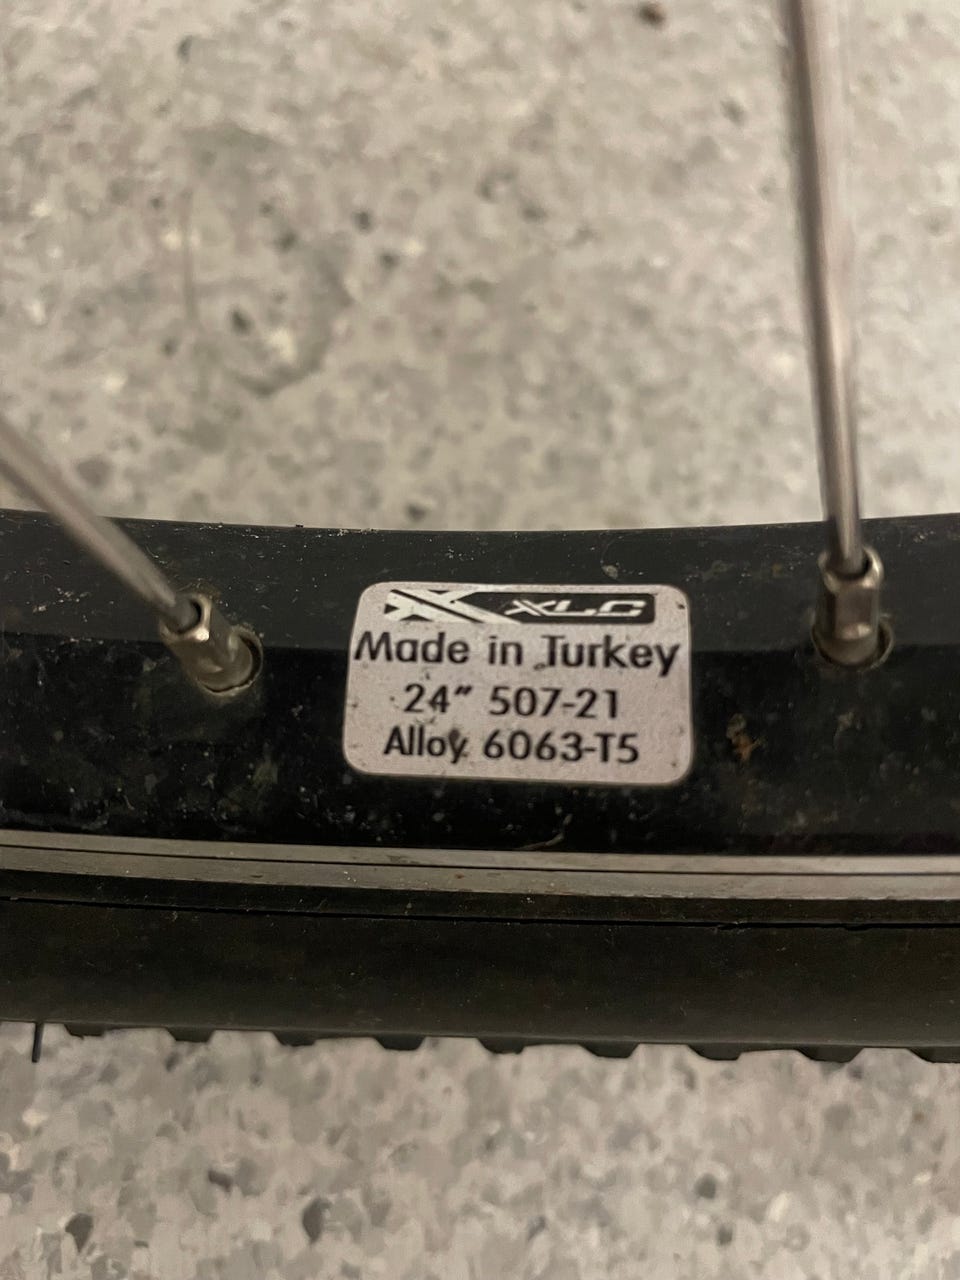 XLC
Made in Turkey
24" 507-21
Alloy 6063-T5